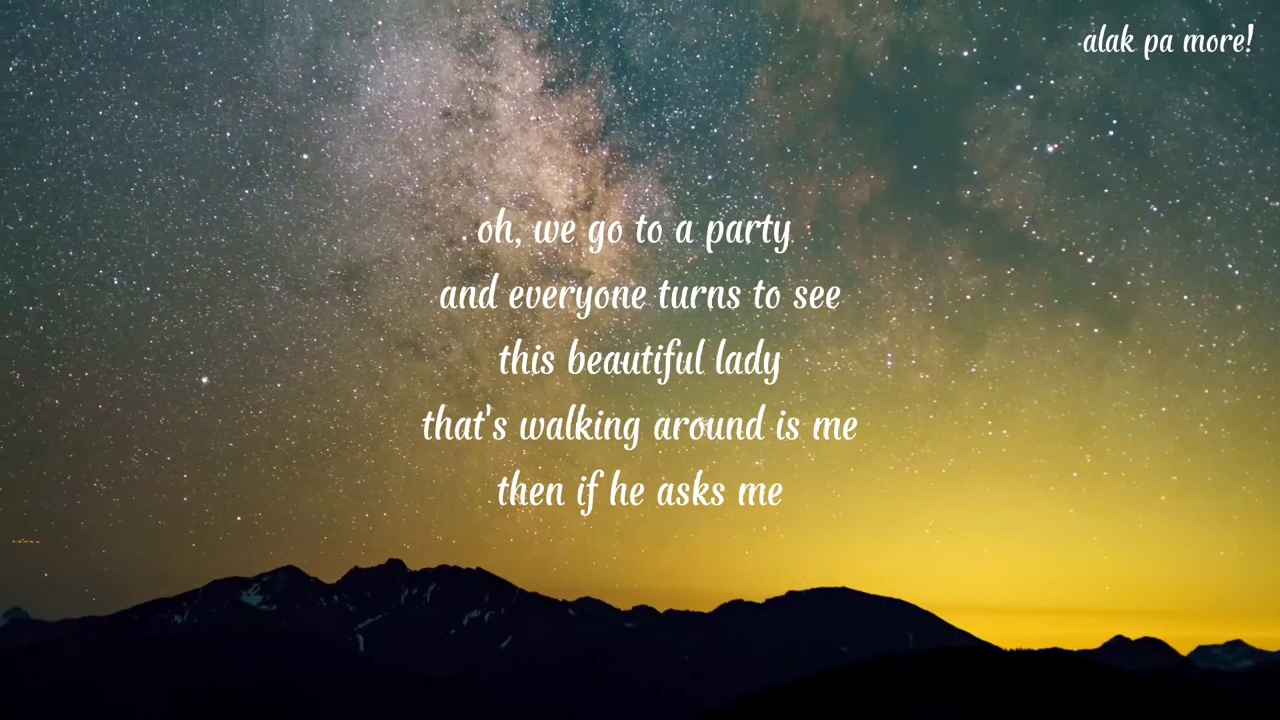 alak pa more!
oh, we go to a party
and everyone turns to see
this beautiful lady
that's walking around is me
then if he asks me